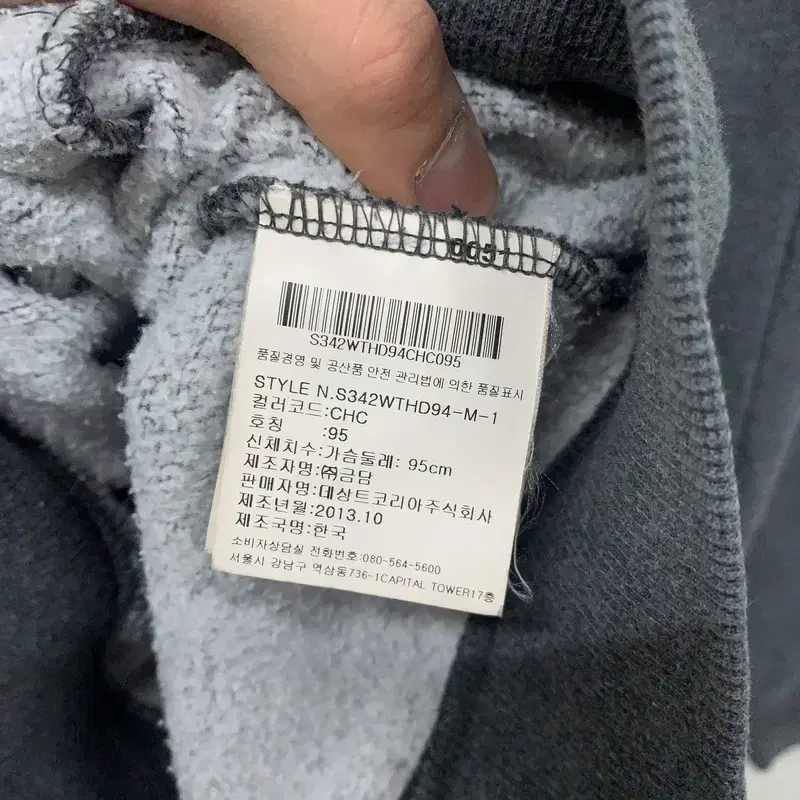 S342WTHD94CHC095
품질경영 및 공산품 안전 관리법에 의한 품질표시
STYLE N.S342WTHD94-M-1
컬러코드:CHC
호칭 :95
신체치수:가슴둘레: 95cm
제조자명:㈜금담
판매자명:데상트코리아주식회사
제조년월:2013.10
제조국명:한국
소비자상담실 전화번호:080-564-5600
서울시 강남구 역삼동736-1CAPITAL TOWER17층